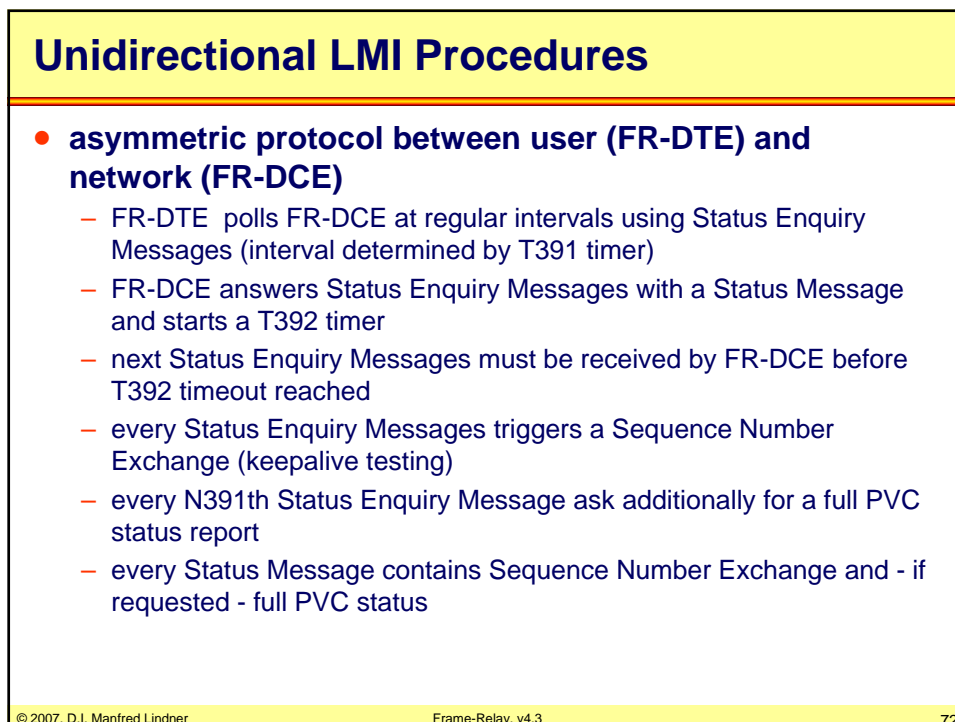 Unidirectional LMI Procedures
• asymmetric protocol between user (FR-DTE) and
network (FR-DCE)
– FR-DTE  polls FR-DCE at regular intervals using Status Enquiry
Messages (interval determined by T391 timer)
– FR-DCE answers Status Enquiry Messages with a Status Message
and starts a T392 timer
– next Status Enquiry Messages must be received by FR-DCE before
T392 timeout reached
– every Status Enquiry Messages triggers a Sequence Number
Exchange (keepalive testing)
– every N391th Status Enquiry Message ask additionally for a full PVC
status report
– every Status Message contains Sequence Number Exchange and - if
requested - full PVC status
© 2007, D.I. Manfred Lindner Frame-Relay, v4.3 72